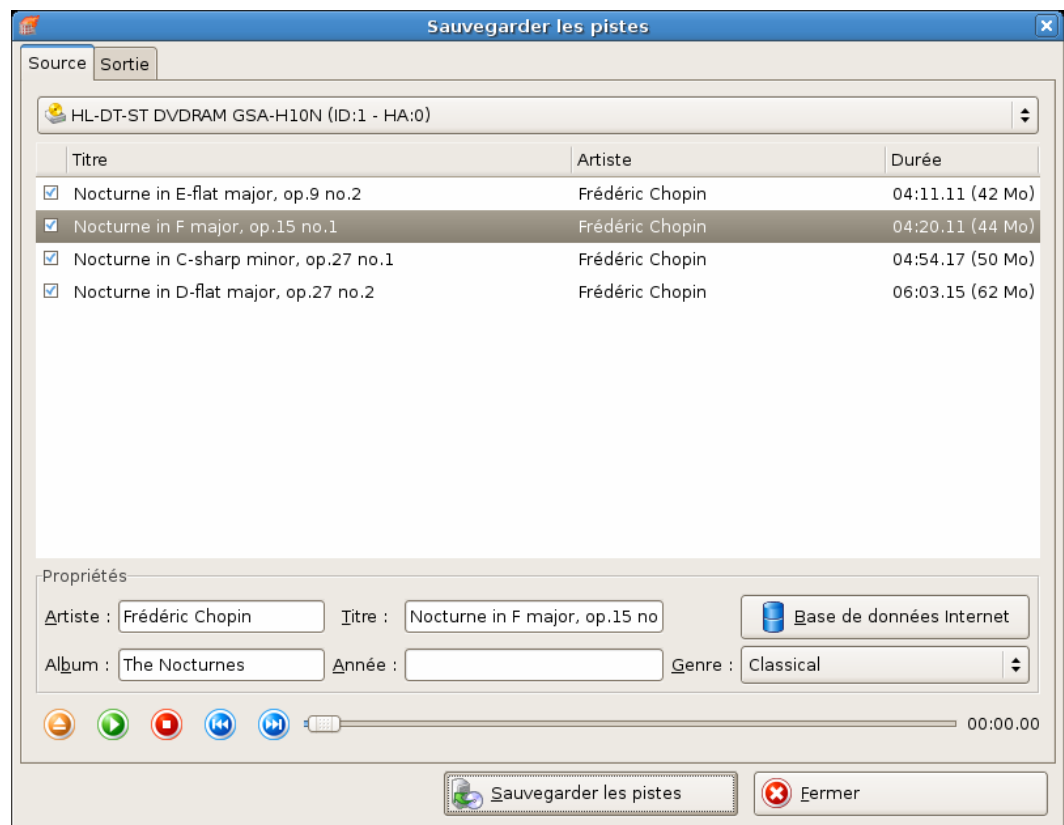 Sauvegarder les pistes
Source Sortie
HL-DT-ST DVDRAM GSA-H10N (ID:1 - HA:0)
Titre Artiste Durée
Nocturne in E-flat major, op.9 no.2 Frédéric Chopin 04:11.11 (42 Mo)
Nocturne in F major, op.15 no.1 Frédéric Chopin 04:20.11 (44 Mo)
Nocturne in C-sharp minor, op.27 no.1 Frédéric Chopin 04:54.17 (50 Mo)
Nocturne in D-flat major, op.27 no.2 Frédéric Chopin 06:03.15 (62 Mo)
Propriétés
Artiste : Frédéric Chopin Titre : Nocturne in F major, op.15 no Base de données Internet
Album : The Nocturnes Année : Genre : Classical
00:00.00
Sauvegarder les pistes Fermer